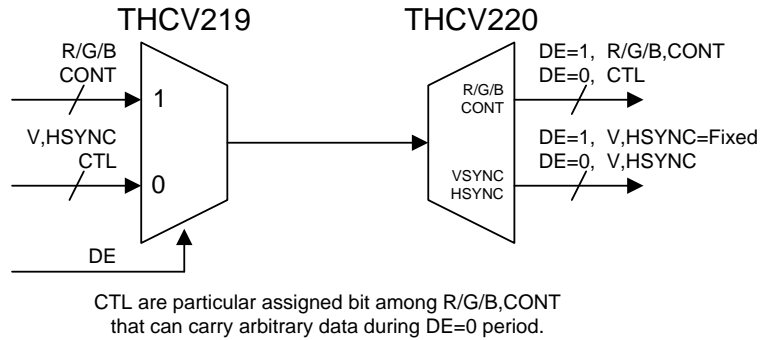 THCV219
THCV220
R/G/B
CONT
1
V,HSYNC
CTL
0
DE
R/G/B
CONT
VSYNC
HSYNC
DE=1, R/G/B,CONT
DE=0, CTL
DE=1, V,HSYNC=Fixed
DE=0, V,HSYNC
CTL are particular assigned bit among R/G/B,CONT
that can carry arbitrary data during DE=0 period.